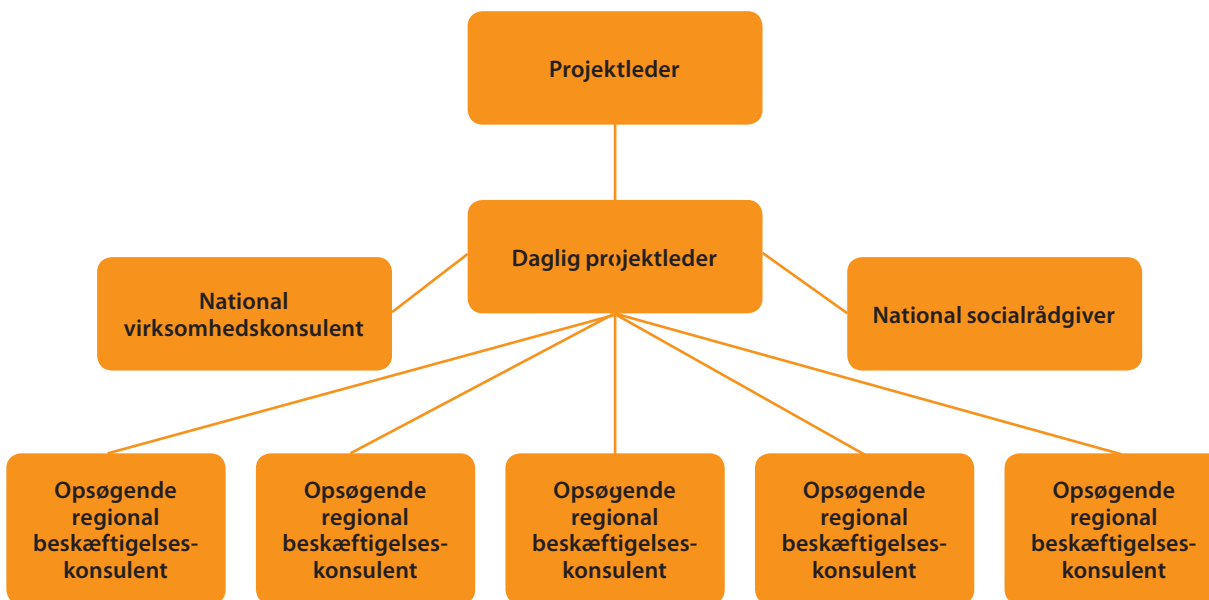 Projektleder
Daglig projektleder
National
virksomhedskonsulent
National socialrådgiver
Opsøgende
regional
beskæftigelses-
konsulent
Opsøgende
regional
beskæftigelses-
konsulent
Opsøgende
regional
beskæftigelses-
konsulent
Opsøgende
regional
beskæftigelses-
konsulent
Opsøgende
regional
beskæftigelses-
konsulent